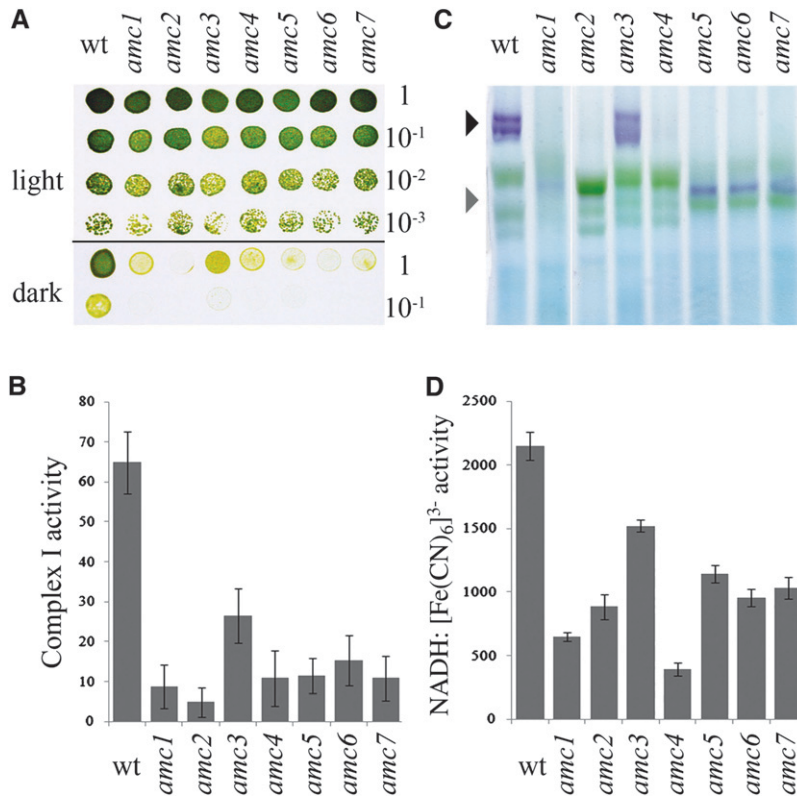 A
wt amc1 amc2 amc3 amc4 amc5 amc6 amc7
light
1
10-1
10-2
10-3
dark
1
10-1
C
wt amc1 amc2 amc3 amc4 amc5 amc6 amc7
B
Complex I activity
80
70
60
50
40
30
20
10
0
wt amc1 amc2 amc3 amc4 amc5 amc6 amc7
D
NADH: [Fe(CN)6]3- activity
2500
2000
1500
1000
500
0
wt amc1 amc2 amc3 amc4 amc5 amc6 amc7